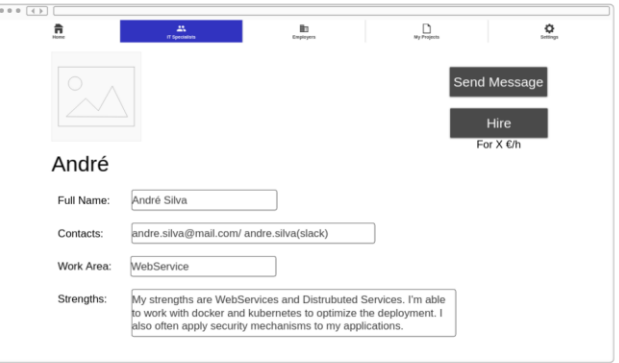 Home
IT Specialists
Employers
My Projects
Settings
Send Message
Hire
For X €/h
André
Full Name: André Silva
Contacts: andre.silva@mail.com/ andre.silva(slack)
Work Area: WebService
Strengths: My strengths are WebServices and Distrubuted Services. I'm able
to work with docker and kubernetes to optimize the deployment. I
also often apply security mechanisms to my applications.